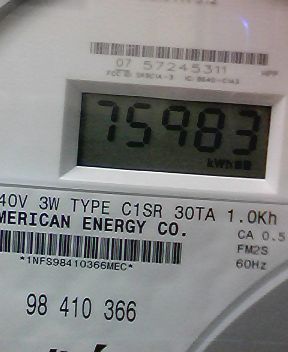 07 57245311
75983
kWh
40V 3W TYPE C1SR 30TA 1.0Kh
MERICAN ENERGY CO.
CA 0.5
FM2S
*1NFS98410366MEC*
60Hz
98 410 366